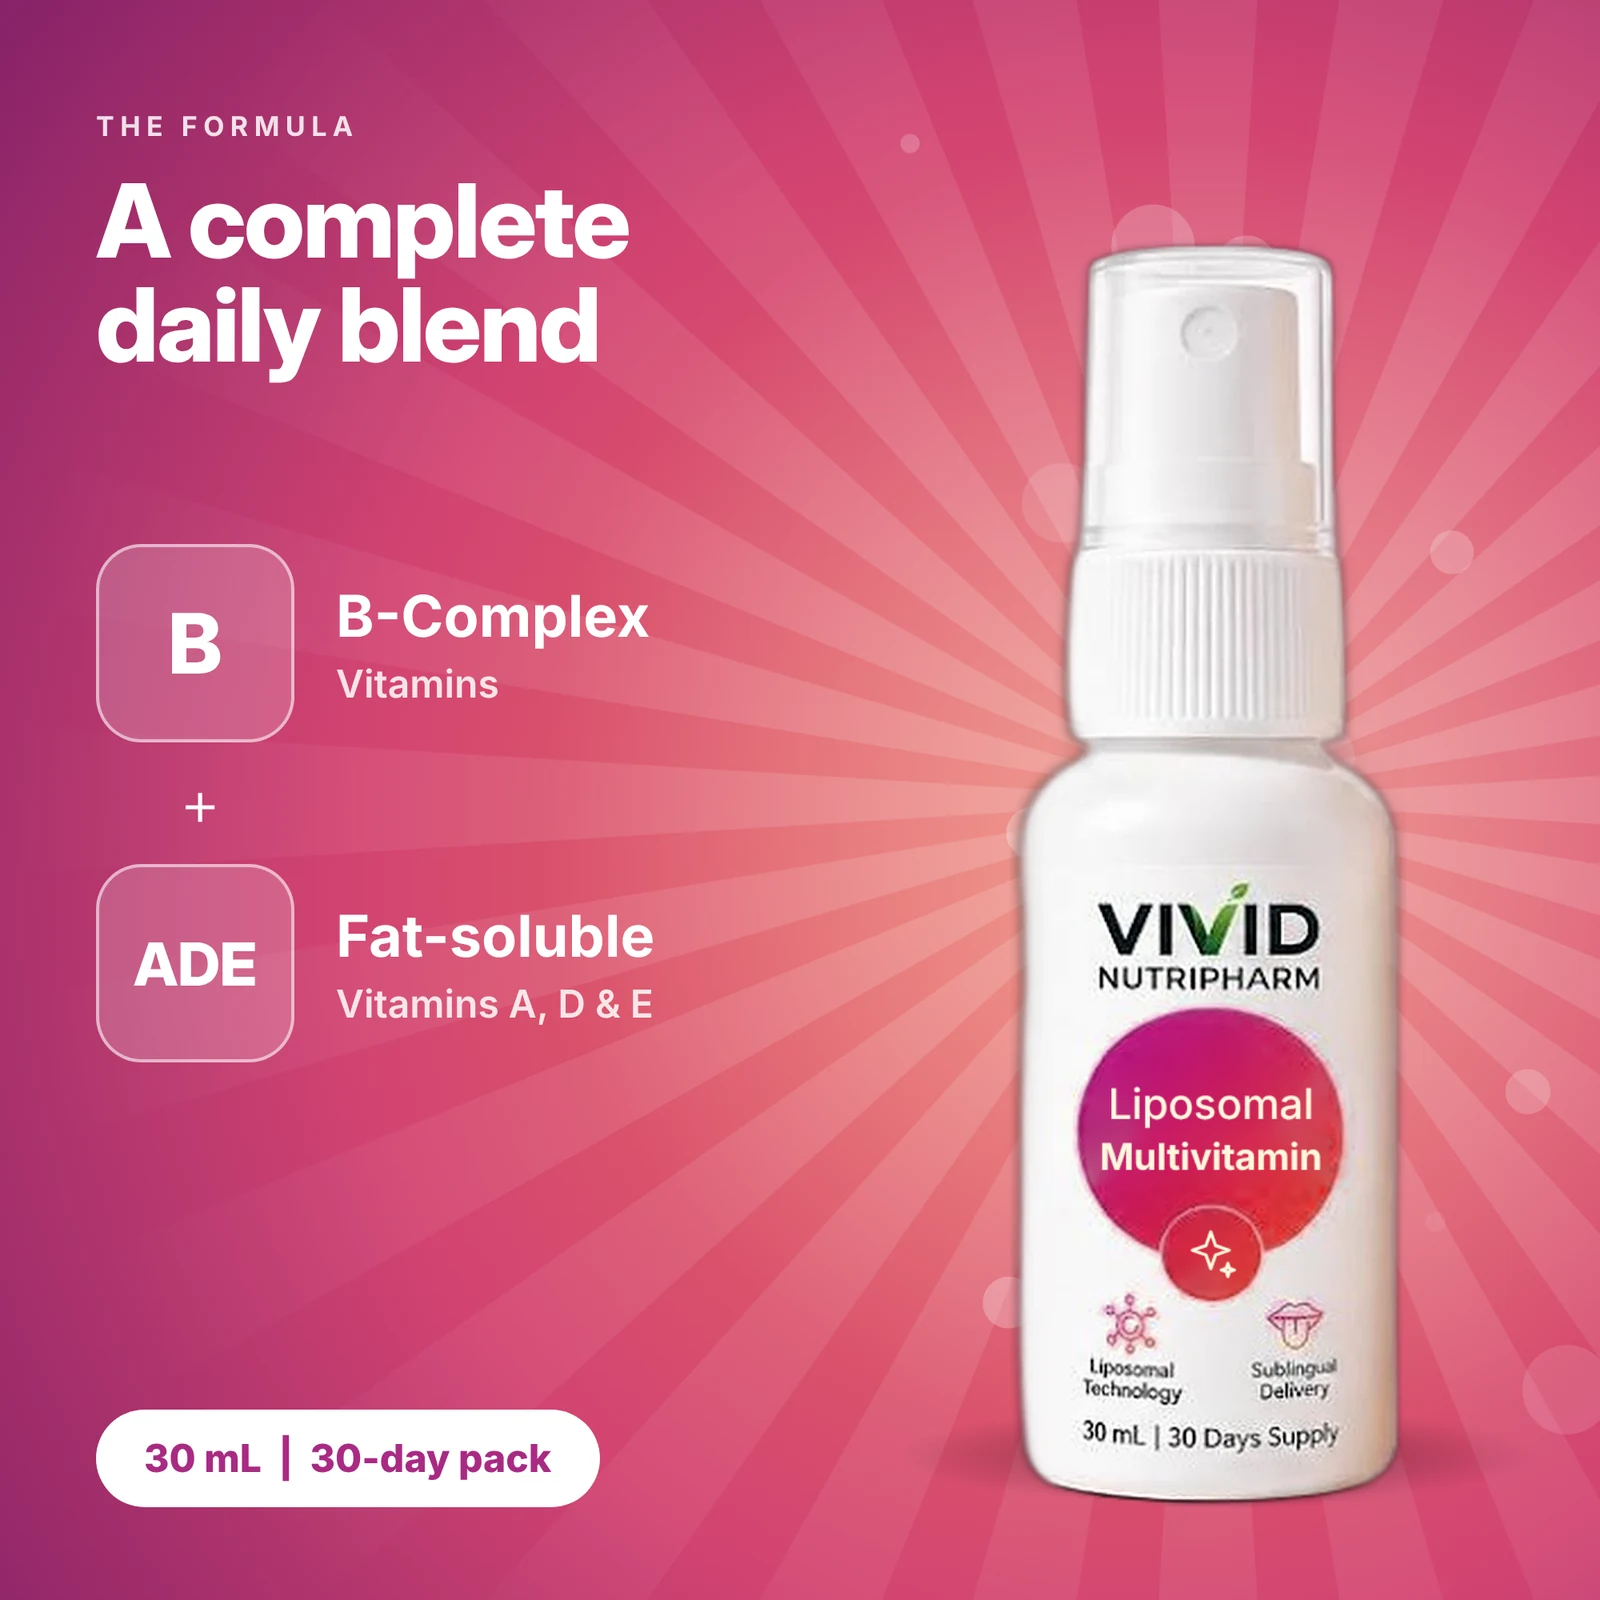 THE FORMULA
A complete
daily blend
B
B-Complex
Vitamins
+
ADE
Fat-soluble
Vitamins A, D & E
30 mL | 30-day pack
VIVID
NUTRIPHARM
Liposomal
Multivitamin
Liposomal
Technology
Sublingual
Delivery
30 mL | 30 Days Supply